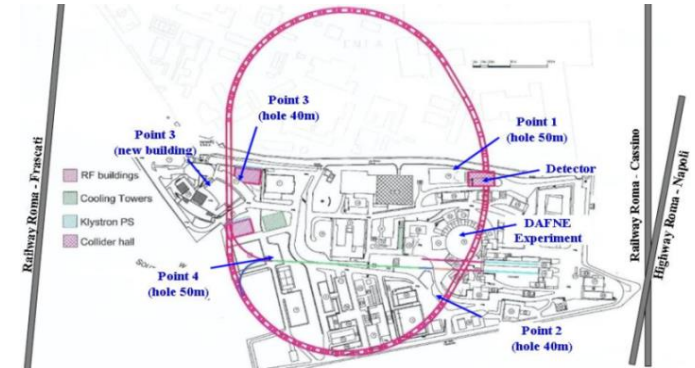 ENEA
Point 3
(hole 40m)
Point 1
(hole 50m)
Point 3
(new building)
Detector
RF buildings
Cooling Towers
Klystron PS
Collider hall
DAFNE
Experiment
Point 4
(hole 50m)
Point 2
(hole 40m)
Railway Roma - Frascati
Railway Roma - Cassino
Highway Roma - Napoli